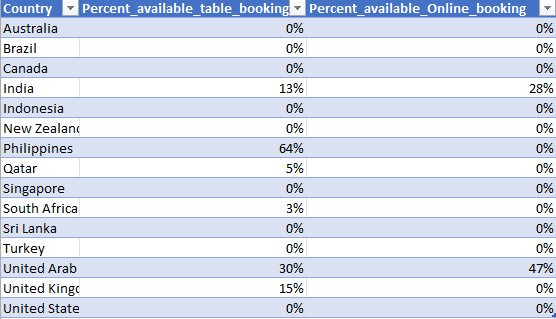 Country Percent_available_table_booking Percent_available_Online_booking
Australia 0% 0%
Brazil 0% 0%
Canada 0% 0%
India 13% 28%
Indonesia 0% 0%
New Zealand 0% 0%
Philippines 64% 0%
Qatar 5% 0%
Singapore 0% 0%
South Africa 3% 0%
Sri Lanka 0% 0%
Turkey 0% 0%
United Arab 30% 47%
United Kingd 15% 0%
United State 0% 0%